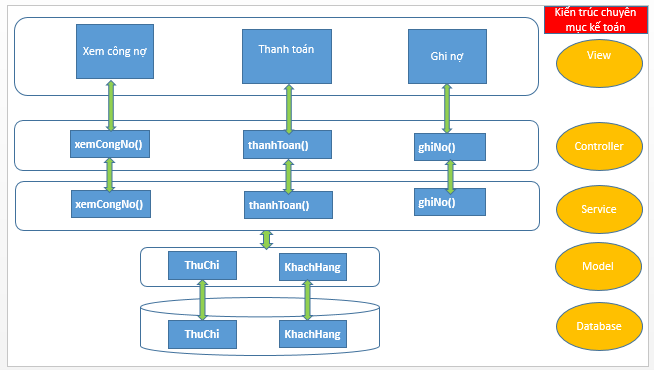 Kiến trúc chuyên
mục kế toán
Xem công nợ
Thanh toán
Ghi nợ
View
xemCongNo()
thanhToan()
ghiNo()
Controller
xemCongNo()
thanhToan()
ghiNo()
Service
ThuChi
KhachHang
Model
ThuChi
KhachHang
Database